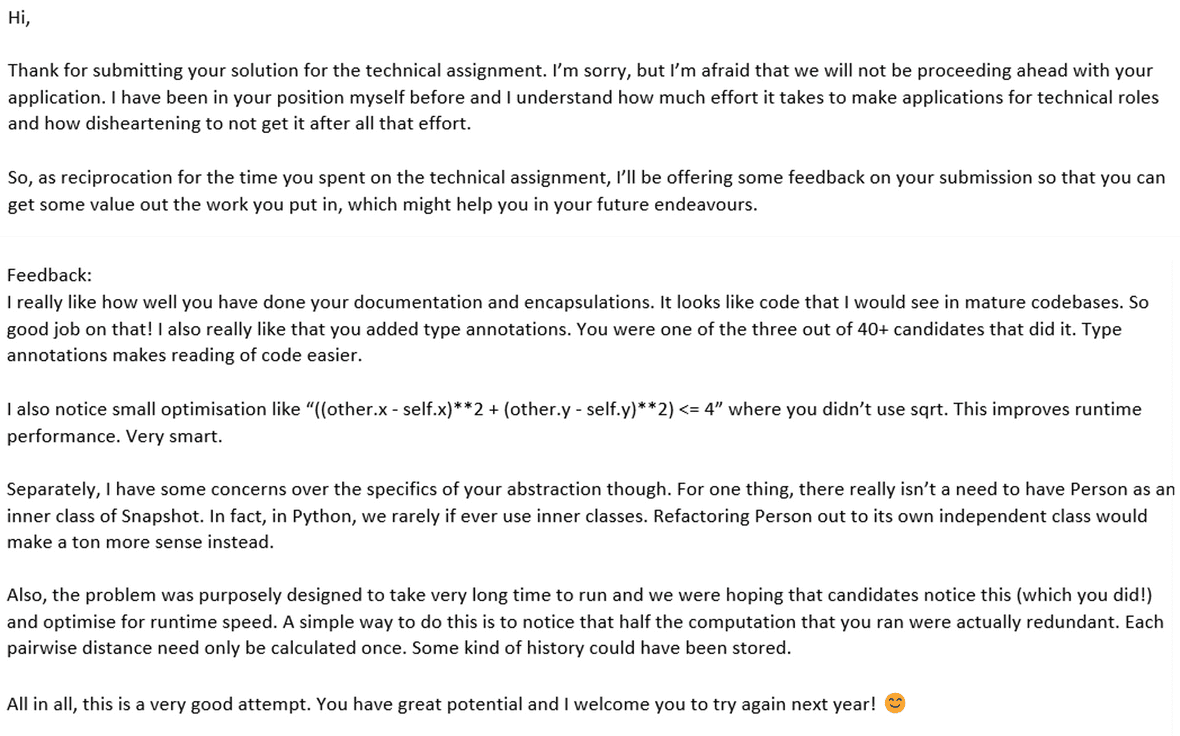 Hi,
Thank for submitting your solution for the technical assignment. I’m sorry, but I’m afraid that we will not be proceeding ahead with your
application. I have been in your position myself before and I understand how much effort it takes to make applications for technical roles
and how disheartening to not get it after all that effort.
So, as reciprocation for the time you spent on the technical assignment, I’ll be offering some feedback on your submission so that you can
get some value out the work you put in, which might help you in your future endeavours.
Feedback:
I really like how well you have done your documentation and encapsulations. It looks like code that I would see in mature codebases. So
good job on that! I also really like that you added type annotations. You were one of the three out of 40+ candidates that did it. Type
annotations makes reading of code easier.
I also notice small optimisation like “((other.x - self.x)**2 + (other.y - self.y)**2) <= 4” where you didn’t use sqrt. This improves runtime
performance. Very smart.
Separately, I have some concerns over the specifics of your abstraction though. For one thing, there really isn’t a need to have Person as an
inner class of Snapshot. In fact, in Python, we rarely if ever use inner classes. Refactoring Person out to its own independent class would
make a ton more sense instead.
Also, the problem was purposely designed to take very long time to run and we were hoping that candidates notice this (which you did!)
and optimise for runtime speed. A simple way to do this is to notice that half the computation that you ran were actually redundant. Each
pairwise distance need only be calculated once. Some kind of history could have been stored.
All in all, this is a very good attempt. You have great potential and I welcome you to try again next year! 😊